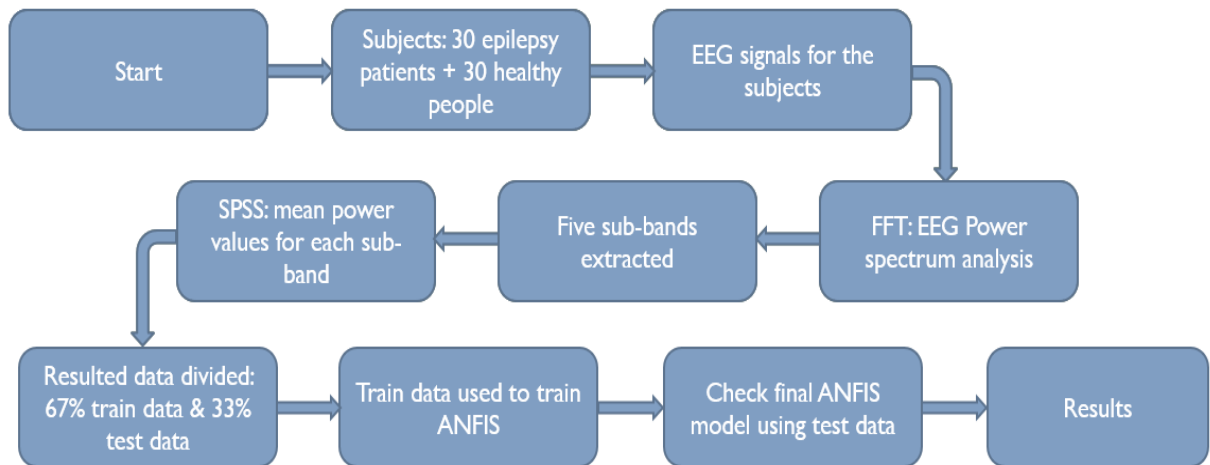 Start
Subjects: 30 epilepsy
patients + 30 healthy
people
EEG signals for the
subjects
FFT: EEG Power
spectrum analysis
Five sub-bands
extracted
SPSS: mean power
values for each sub-
band
Resulted data divided:
67% train data & 33%
test data
Train data used to train
ANFIS
Check final ANFIS
model using test data
Results